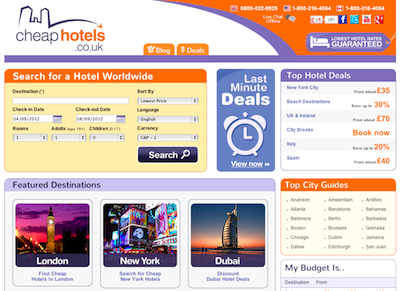 0800-032-8925
1-800-316-4064
1-800-316-4064
Live Chat
Offline
cheaphotels
.co.uk
Blog
Deals
LOWEST HOTEL RATES
GUARANTEED
Search for a Hotel Worldwide
Destination (*)
Sort By
Lowest Price
Check-in Date
Check-out Date
Language
04/09/2012
08/09/2012
English
Rooms
Adults (age 18+)
Children (0-17)
Currency
1
1
0
GBP - £
Search
Last
Minute
Deals
View now
Top Hotel Deals
New York City
From about £35
Beach Destinations
Save up to 30%
UK & Ireland
From about £70
City Breaks
Book now
Italy
Save up to 20%
Spain
From about £40
Featured Destinations
London
Find Cheap
Hotels in London
New York
Search for Cheap
New York Hotels
Dubai
Discount
Dubai Hotel Deals
Top City Guides
Anaheim
Amsterdam
Antilles
Atlanta
Barcelona
Bahamas
Baltimore
Berlin
Barbados
Boston
Brussels
Grenada
Chicago
Dublin
Jamaica
Dallas
Edinburgh
San Juan
My Budget Is..
Destination
From